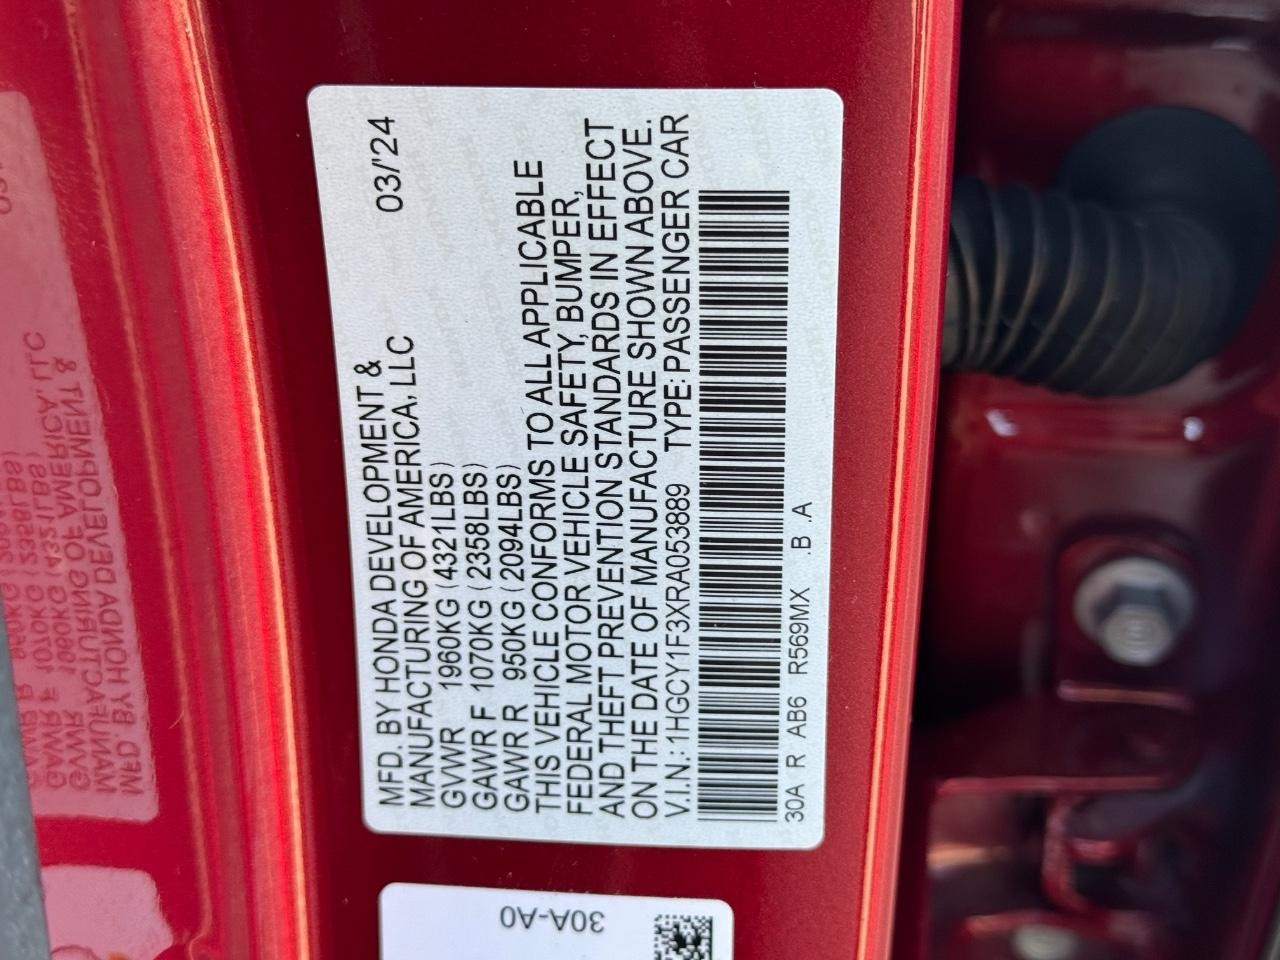 MFD. BY HONDA DEVELOPMENT &
MANUFACTURING OF AMERICA, LLC 03/'24
GVWR 1960KG (4321LBS)
GAWR F 1070KG (2358LBS)
GAWR R 950KG (2094LBS)
THIS VEHICLE CONFORMS TO ALL APPLICABLE
FEDERAL MOTOR VEHICLE SAFETY, BUMPER,
AND THEFT PREVENTION STANDARDS IN EFFECT
ON THE DATE OF MANUFACTURE SHOWN ABOVE.
V.I.N.: 1HGCY1F3XRA053889 TYPE: PASSENGER CAR
30A R AB6 R569MX .B .A
30A-A0